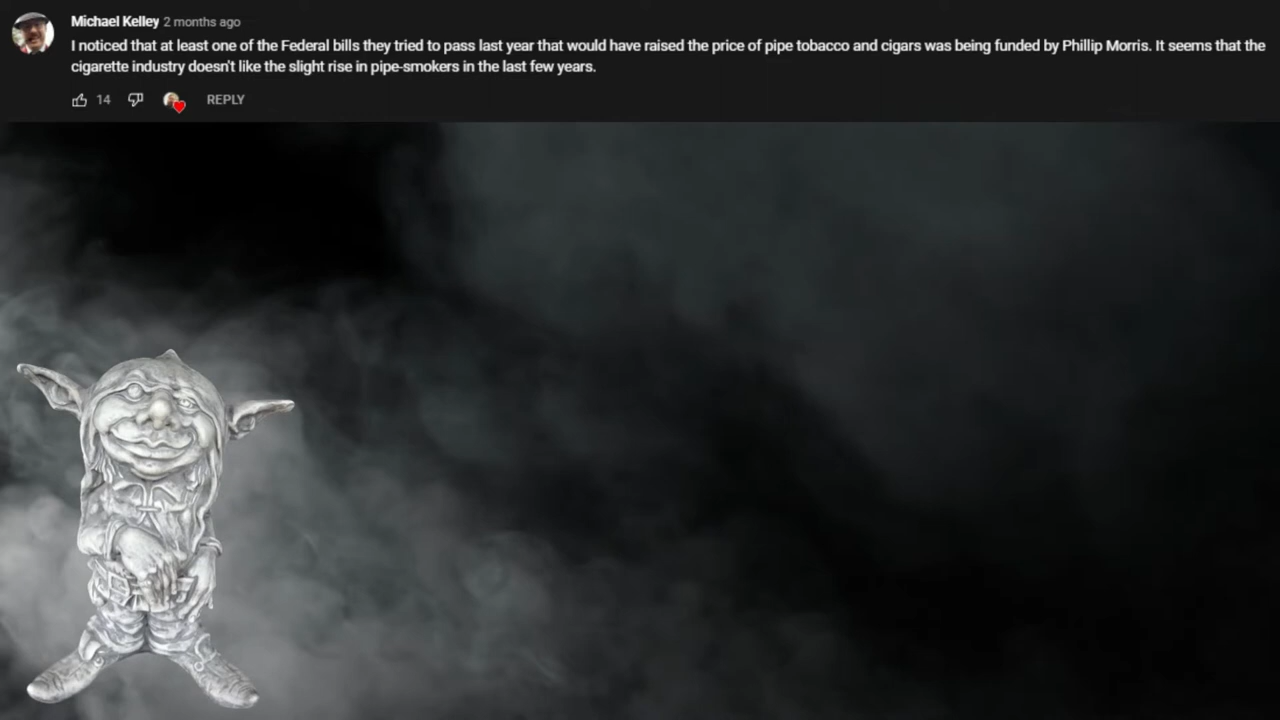 Michael Kelley 2 months ago
I noticed that at least one of the Federal bills they tried to pass last year that would have raised the price of pipe tobacco and cigars was being funded by Phillip Morris. It seems that the
cigarette industry doesn't like the slight rise in pipe-smokers in the last few years.
14 REPLY